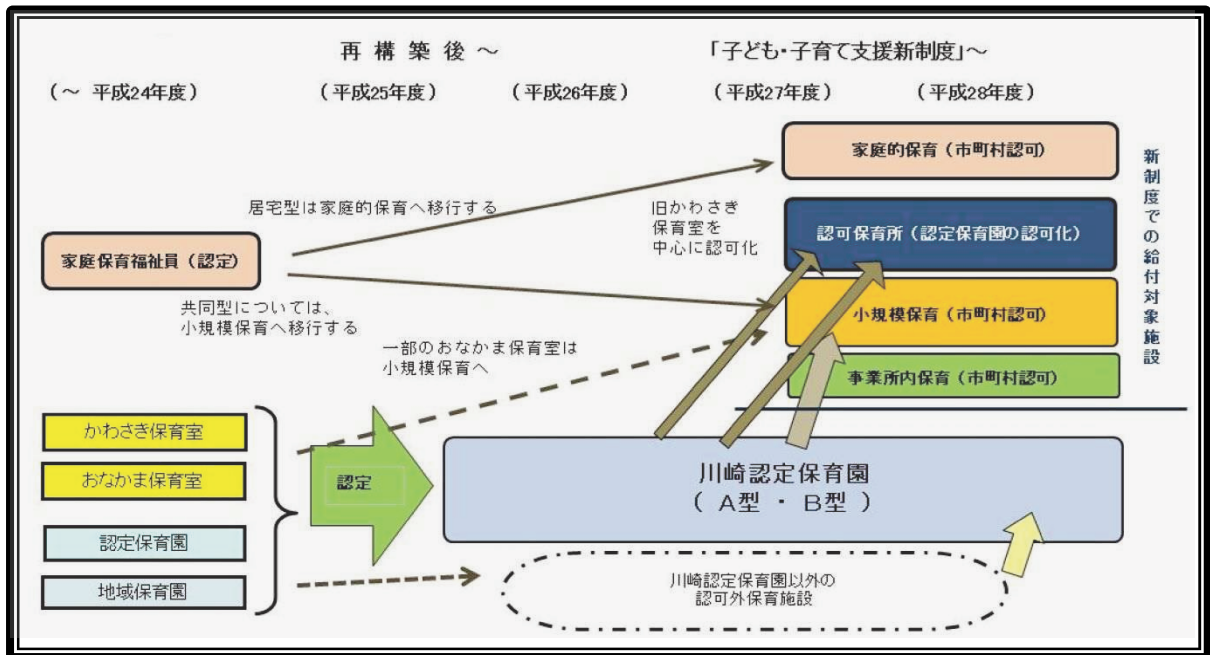 再構築後～
「子ども・子育て支援新制度」～
（～ 平成24年度）
（平成25年度）
（平成26年度）
（平成27年度）
（平成28年度）
家庭的保育（市町村認可）
居宅型は家庭的保育へ移行する
旧かわさき
保育室を
中心に認可化
認可保育所（認定保育園の認可化）
家庭保育福祉員（認定）
共同型については、
小規模保育へ移行する
小規模保育（市町村認可）
一部のおなかま保育室は
小規模保育へ
事業所内保育（市町村認可）
新制度での給付対象施設
かわさき保育室
おなかま保育室
認定保育園
地域保育園
認定
川崎認定保育園
（ A型 ・ B型 ）
川崎認定保育園以外の
認可外保育施設